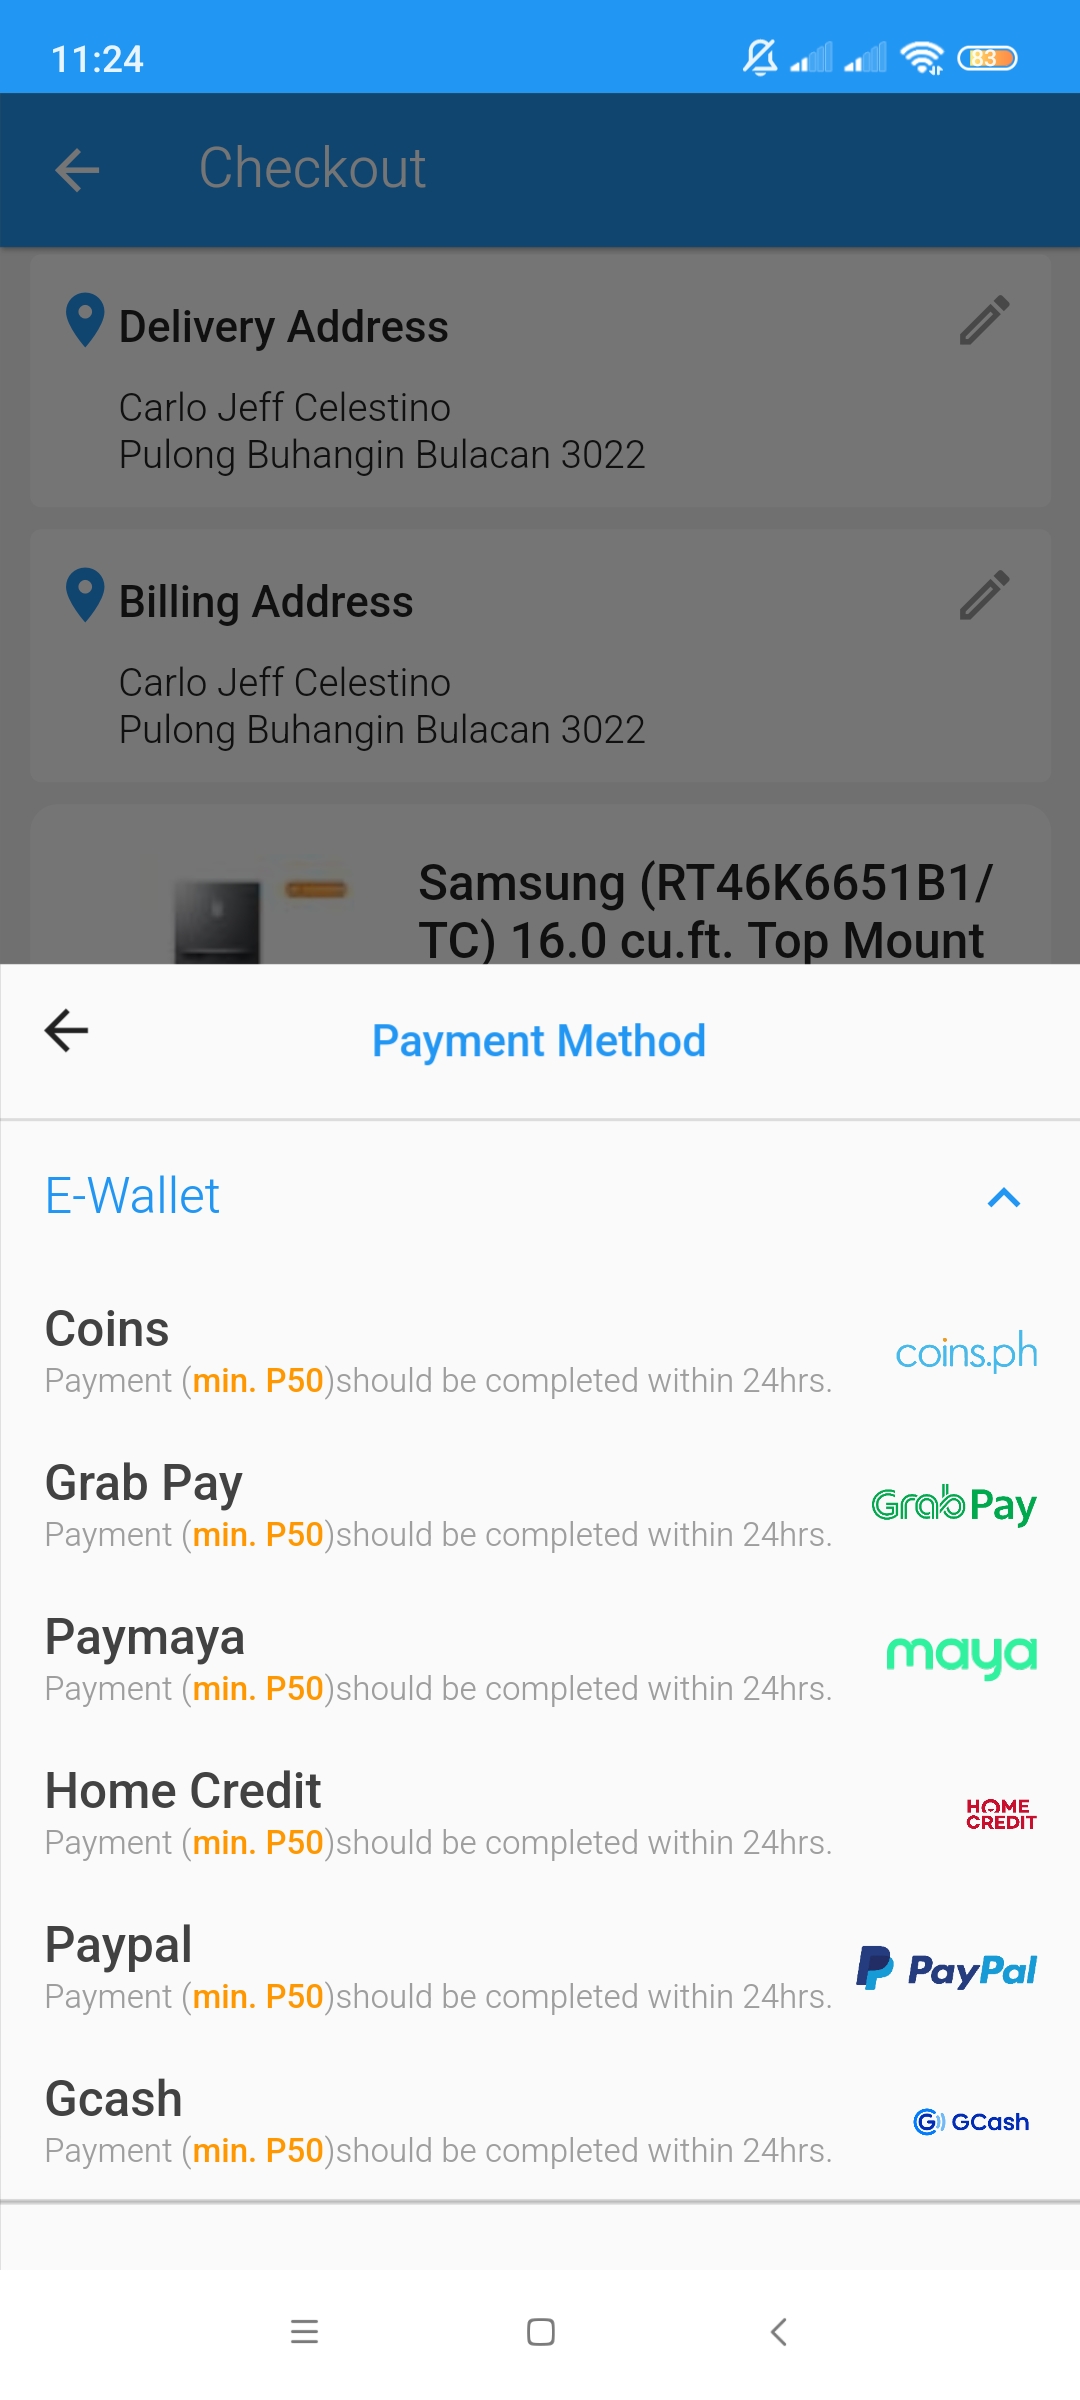 11:24
83
Checkout
Delivery Address
Carlo Jeff Celestino
Pulong Buhangin Bulacan 3022
Billing Address
Carlo Jeff Celestino
Pulong Buhangin Bulacan 3022
Samsung (RT46K6651B1/
TC) 16.0 cu.ft. Top Mount
Payment Method
E-Wallet
Coins
Payment (min. P50)should be completed within 24hrs.
coins.ph
Grab Pay
Payment (min. P50)should be completed within 24hrs.
GrabPay
Paymaya
Payment (min. P50)should be completed within 24hrs.
maya
Home Credit
Payment (min. P50)should be completed within 24hrs.
HOME
CREDIT
Paypal
Payment (min. P50)should be completed within 24hrs.
PayPal
Gcash
Payment (min. P50)should be completed within 24hrs.
GCash